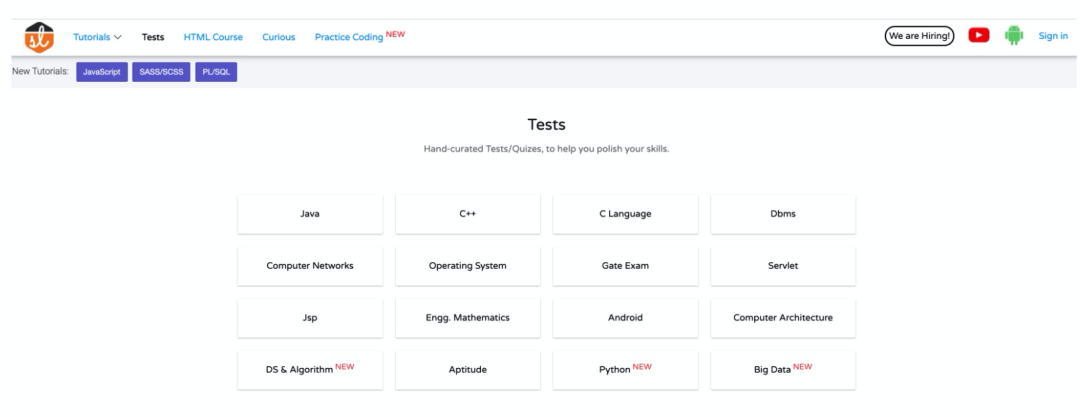 sl Tutorials Tests HTML Course Curious Practice Coding NEW We are Hiring! Sign in
New Tutorials: JavaScript SASS/SCSS PL/SQL
Tests
Hand-curated Tests/Quizes, to help you polish your skills.
Java C++ C Language Dbms
Computer Networks Operating System Gate Exam Servlet
Jsp Engg. Mathematics Android Computer Architecture
DS & Algorithm NEW Aptitude Python NEW Big Data NEW